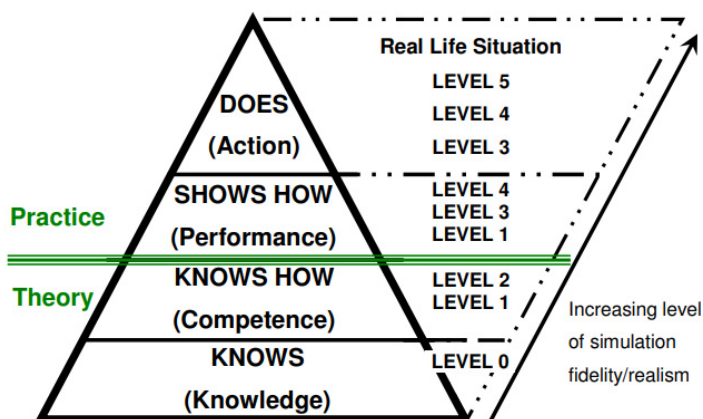 Real Life Situation
LEVEL 5
DOES
LEVEL 4
(Action)
LEVEL 3
SHOWS HOW
LEVEL 4
Practice
LEVEL 3
(Performance)
LEVEL 1
Theory
KNOWS HOW
LEVEL 2
(Competence)
LEVEL 1
Increasing level
of simulation
fidelity/realism
KNOWS
LEVEL 0
(Knowledge)